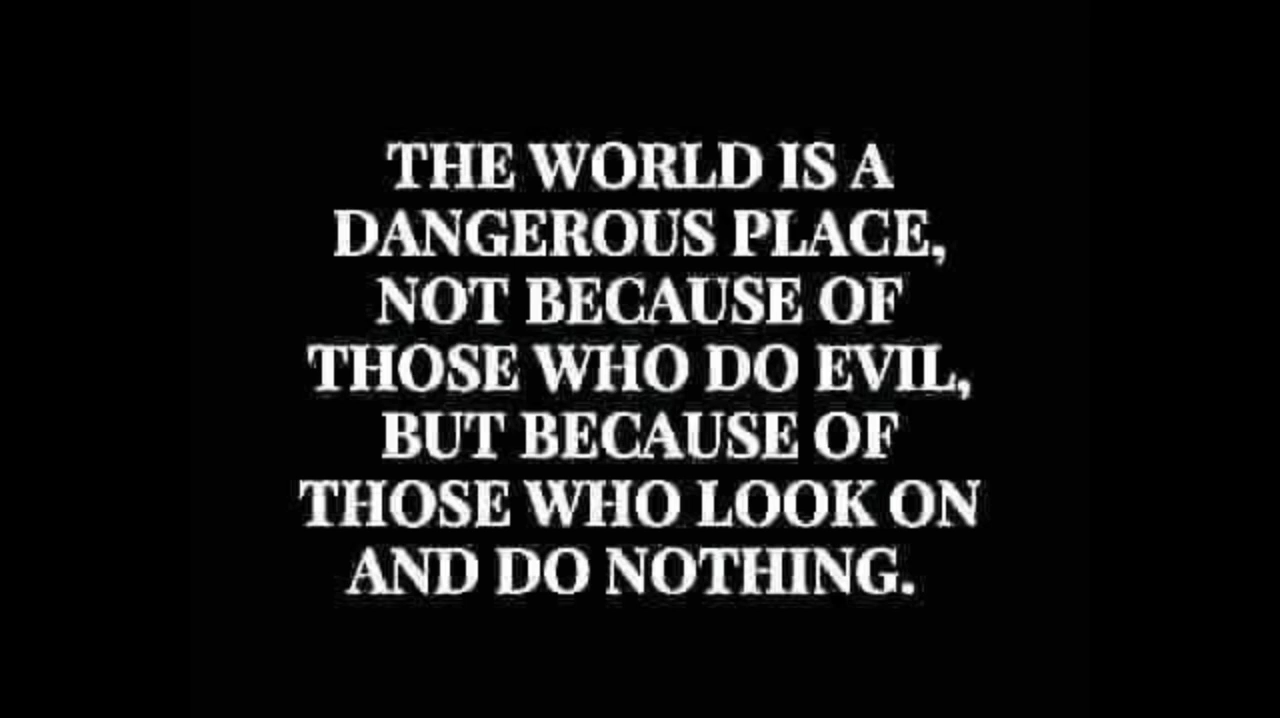 THE WORLD IS A
DANGEROUS PLACE,
NOT BECAUSE OF
THOSE WHO DO EVIL,
BUT BECAUSE OF
THOSE WHO LOOK ON
AND DO NOTHING.